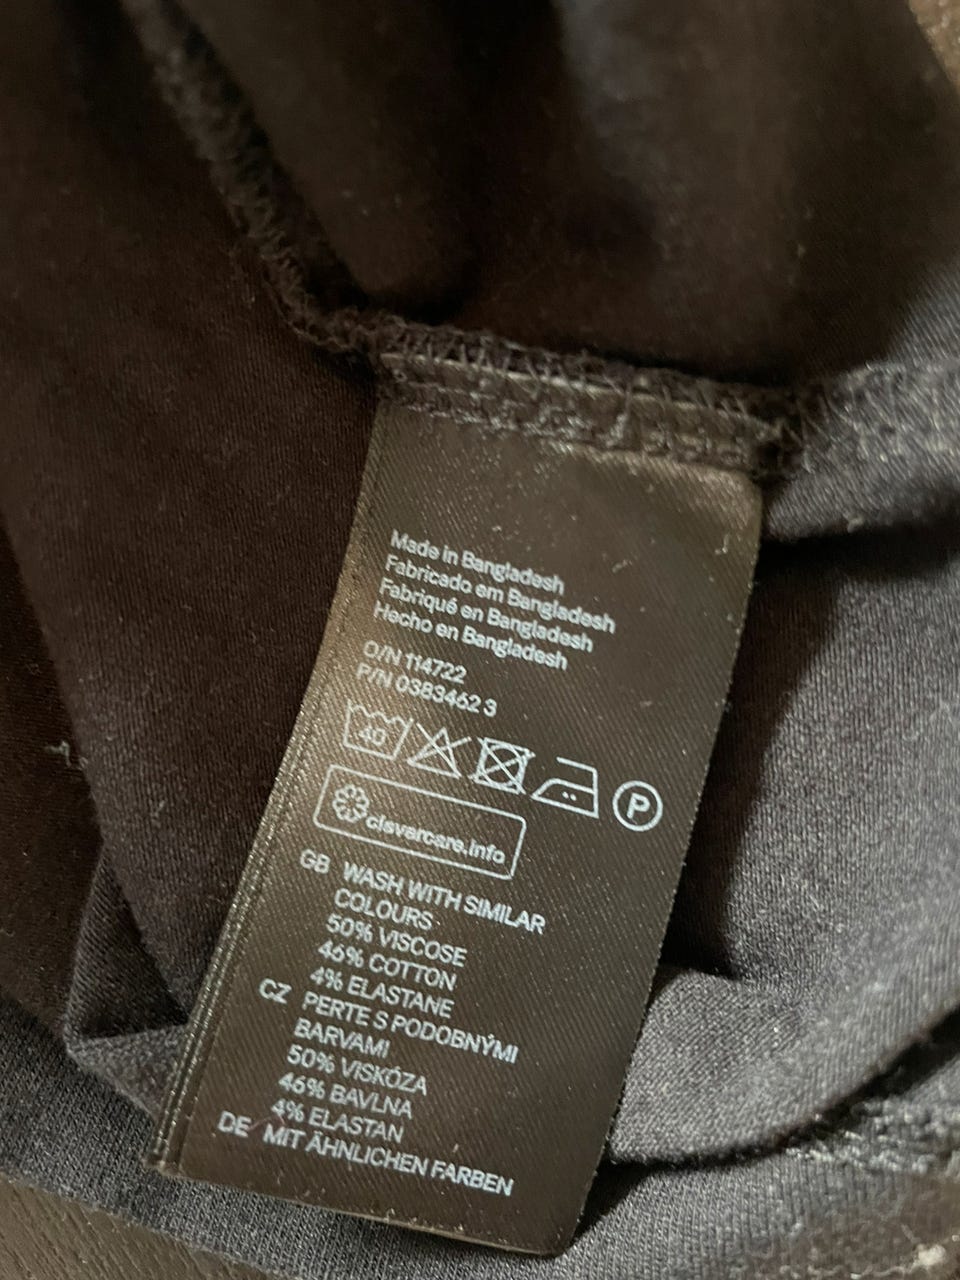 Made in Bangladesh
Fabricado em Bangladesh
Fabriqué en Bangladesh
Hecho en Bangladesh
O/N 114722
P/N 0383462 3
40 P
clevercare.info
GB WASH WITH SIMILAR
COLOURS
50% VISCOSE
46% COTTON
4% ELASTANE
CZ PERTE S PODOBNÝMI
BARVAMI
50% VISKÓZA
46% BAVLNA
4% ELASTAN
DE MIT ÄHNLICHEN FARBEN